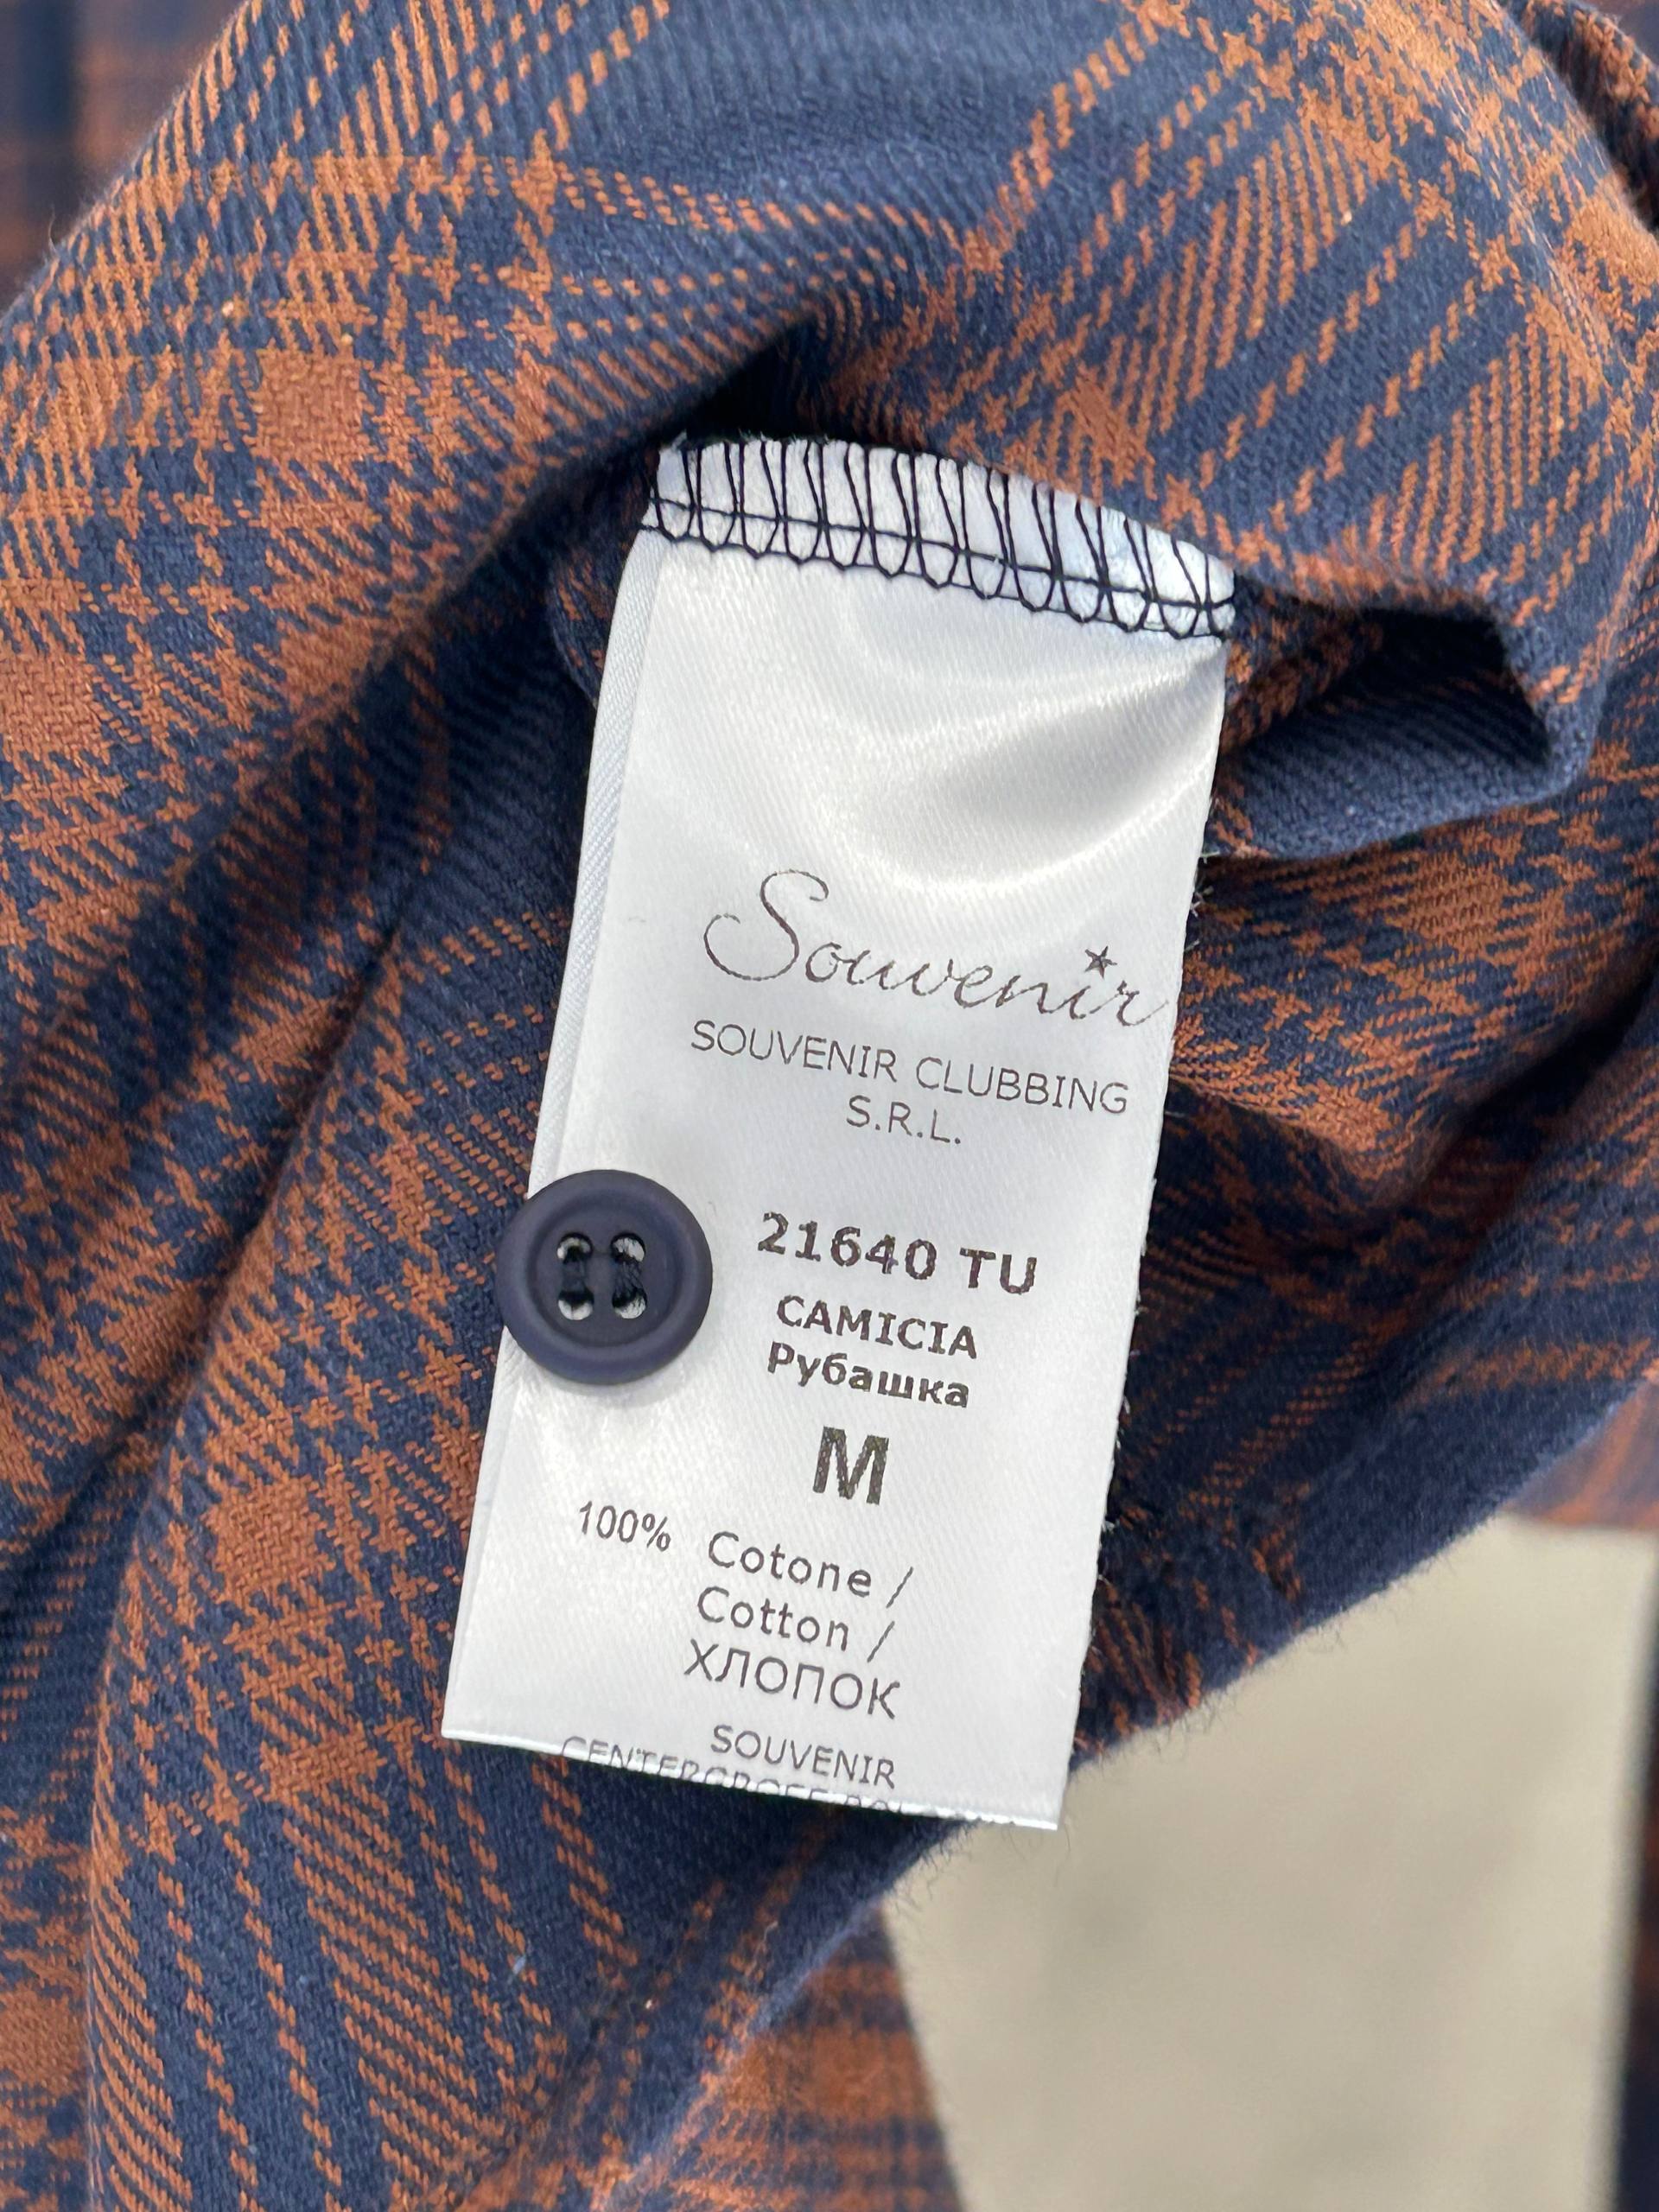 Souvenir
SOUVENIR CLUBBING
S.R.L.
21640 TU
CAMICIA
Рубашка
M
100% Cotone /
Cotton /
ХЛОПОК
SOUVENIR